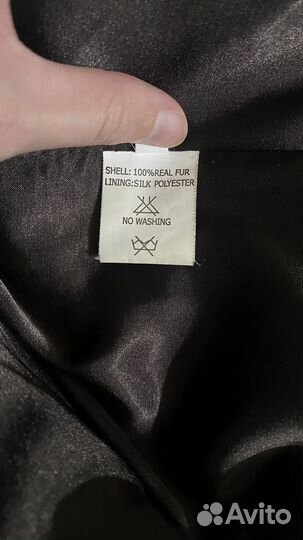 SHELL: 100%REAL FUR
LINING:SILK POLYESTER
NO WASHING
Avito